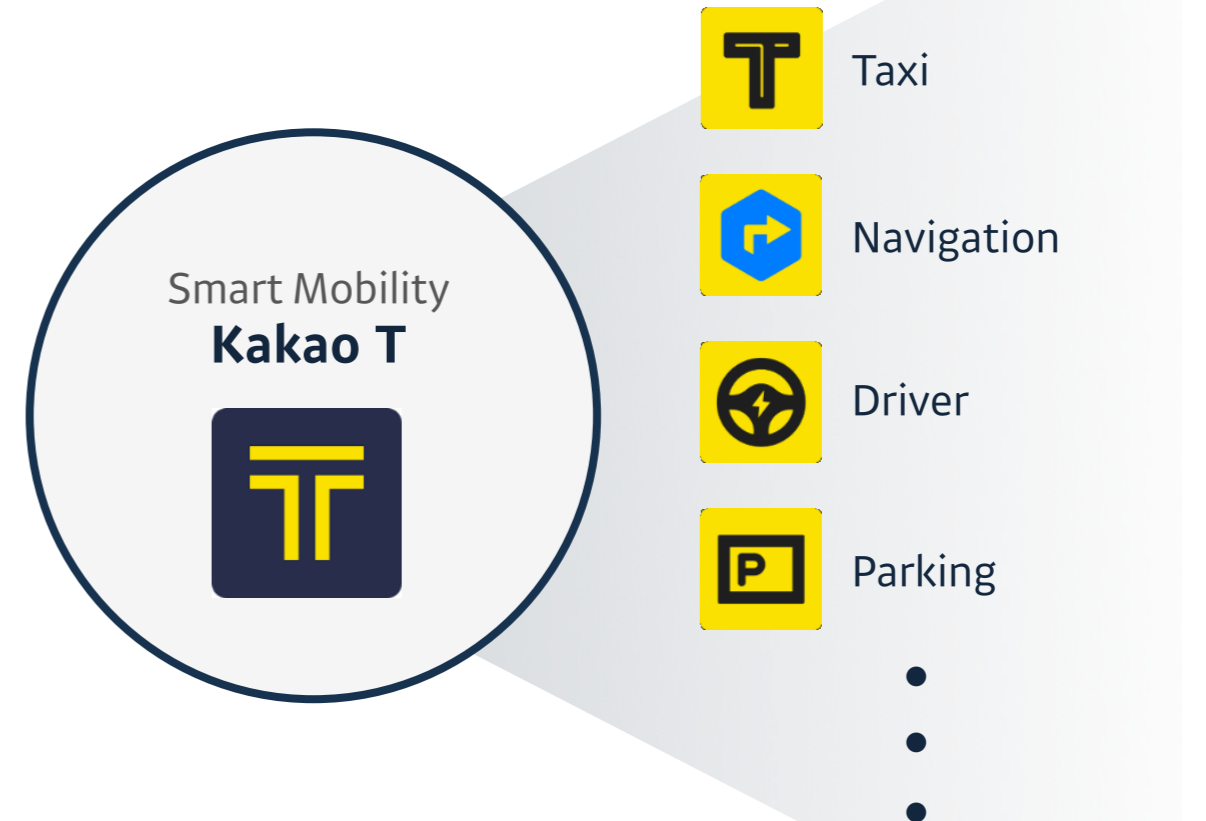 Smart Mobility
Kakao T
T
T
Taxi
Navigation
Driver
P
Parking